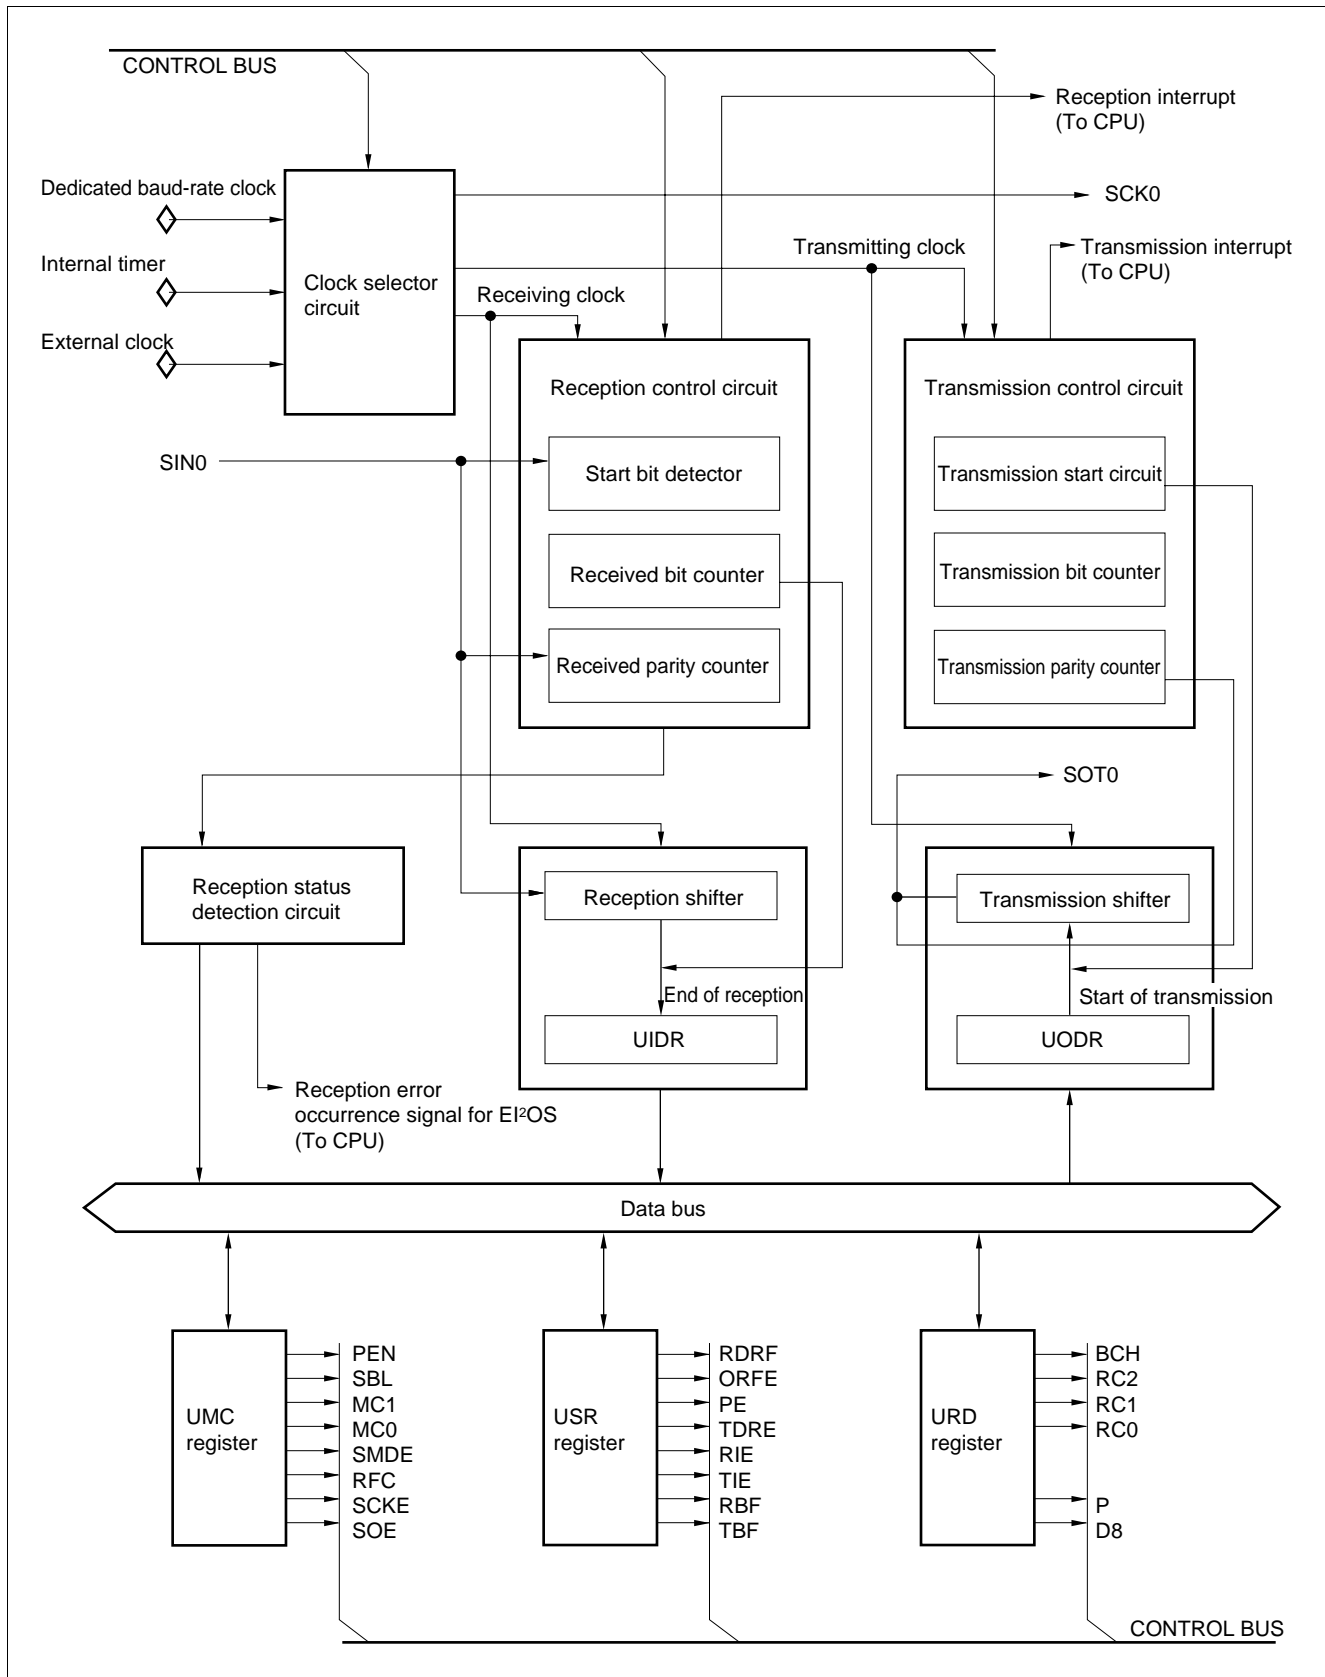 CONTROL BUS
Reception interrupt
(To CPU)
Dedicated baud-rate clock
SCK0
Transmitting clock
Transmission interrupt
(To CPU)
Internal timer
Clock selector
circuit
Receiving clock
External clock
Reception control circuit
Transmission control circuit
SIN0
Start bit detector
Transmission start circuit
Received bit counter
Transmission bit counter
Received parity counter
Transmission parity counter
SOT0
Reception status
detection circuit
Reception shifter
Transmission shifter
End of reception
Start of transmission
UIDR
UODR
Reception error
occurrence signal for EI²OS
(To CPU)
Data bus
UMC
register
PEN
SBL
MC1
MC0
SMDE
RFC
SCKE
SOE
USR
register
RDRF
ORFE
PE
TDRE
RIE
TIE
RBF
TBF
URD
register
BCH
RC2
RC1
RC0
P
D8
CONTROL BUS